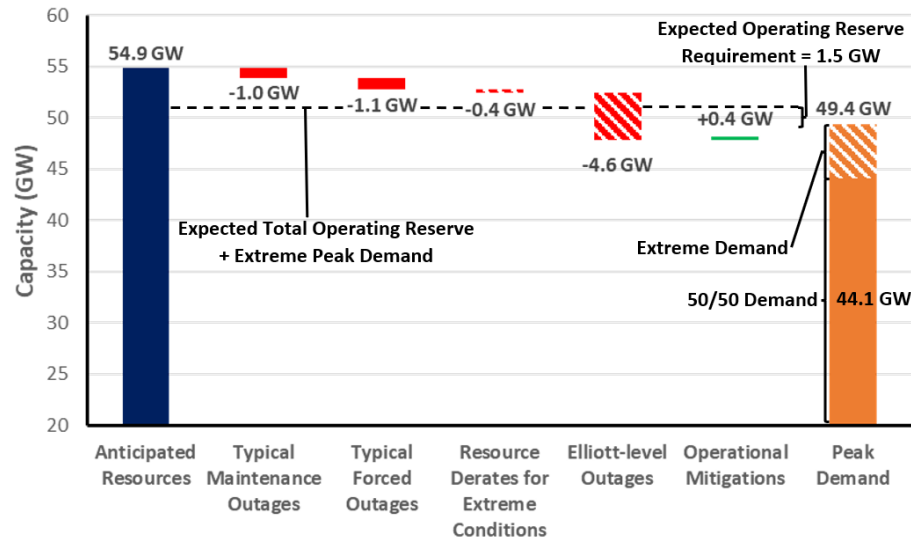 60
55
50
45
40
35
30
25
20
Capacity (GW)
54.9 GW
-1.0 GW
-1.1 GW
-0.4 GW
-4.6 GW
+0.4 GW
49.4 GW
Expected Operating Reserve
Requirement = 1.5 GW
Expected Total Operating Reserve
+ Extreme Peak Demand
Extreme Demand
50/50 Demand
44.1 GW
Anticipated
Resources
Typical
Maintenance
Outages
Typical
Forced
Outages
Resource
Derates for
Extreme
Conditions
Elliott-level
Outages
Operational
Mitigations
Peak
Demand